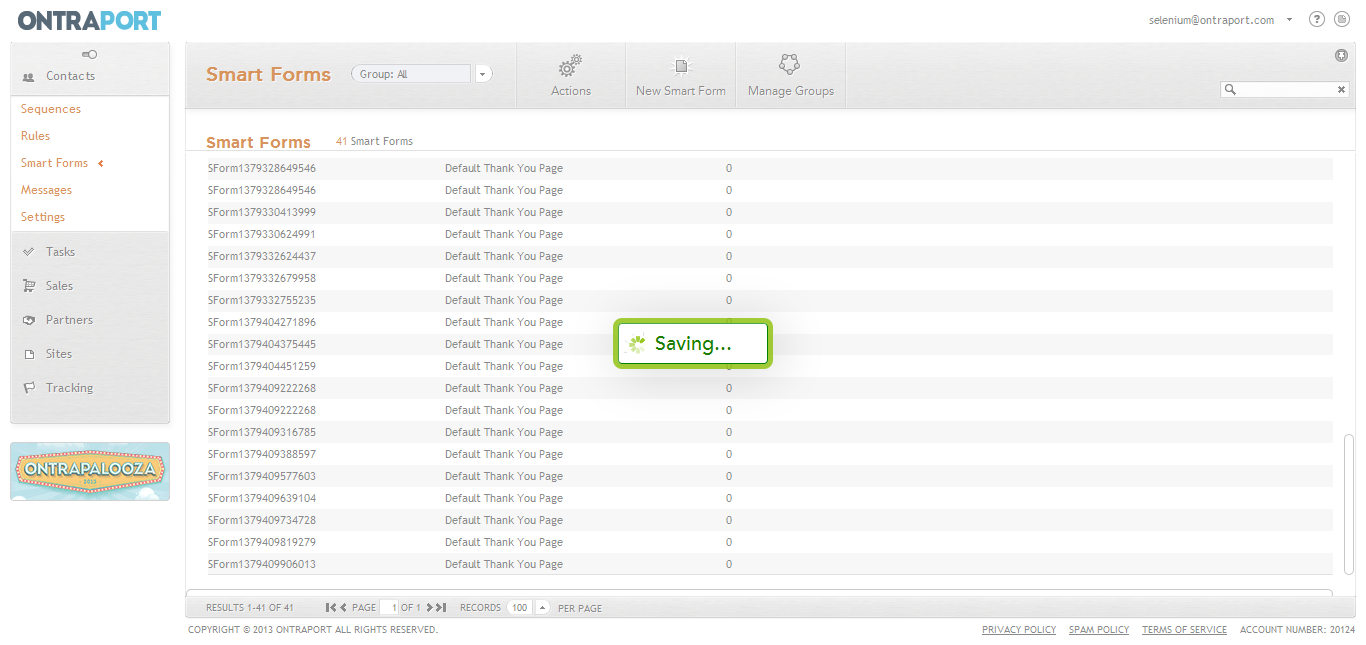 ONTRAPORT
selenium@ontraport.com
?
Contacts
Sequences
Rules
Smart Forms
Messages
Settings
Tasks
Sales
Partners
Sites
Tracking
ONTRAPALOOZA
2013
Smart Forms
Group: All
Actions
New Smart Form
Manage Groups
Smart Forms 41 Smart Forms
SForm1379328649546 Default Thank You Page 0
SForm1379328649546 Default Thank You Page 0
SForm1379330413999 Default Thank You Page 0
SForm1379330624991 Default Thank You Page 0
SForm1379332624437 Default Thank You Page 0
SForm1379332679958 Default Thank You Page 0
SForm1379332755235 Default Thank You Page 0
SForm1379404271896 Default Thank You Page 0
SForm1379404375445 Default Thank You Page
SForm1379404451259 Default Thank You Page 0
SForm1379409222268 Default Thank You Page 0
SForm1379409222268 Default Thank You Page 0
SForm1379409316785 Default Thank You Page 0
SForm1379409388597 Default Thank You Page 0
SForm1379409577603 Default Thank You Page 0
SForm1379409639104 Default Thank You Page 0
SForm1379409734728 Default Thank You Page 0
SForm1379409819279 Default Thank You Page 0
SForm1379409906013 Default Thank You Page 0
Saving...
RESULTS 1-41 OF 41 PAGE 1 OF 1 RECORDS 100 PER PAGE
COPYRIGHT © 2013 ONTRAPORT ALL RIGHTS RESERVED.
PRIVACY POLICY SPAM POLICY TERMS OF SERVICE ACCOUNT NUMBER: 20124